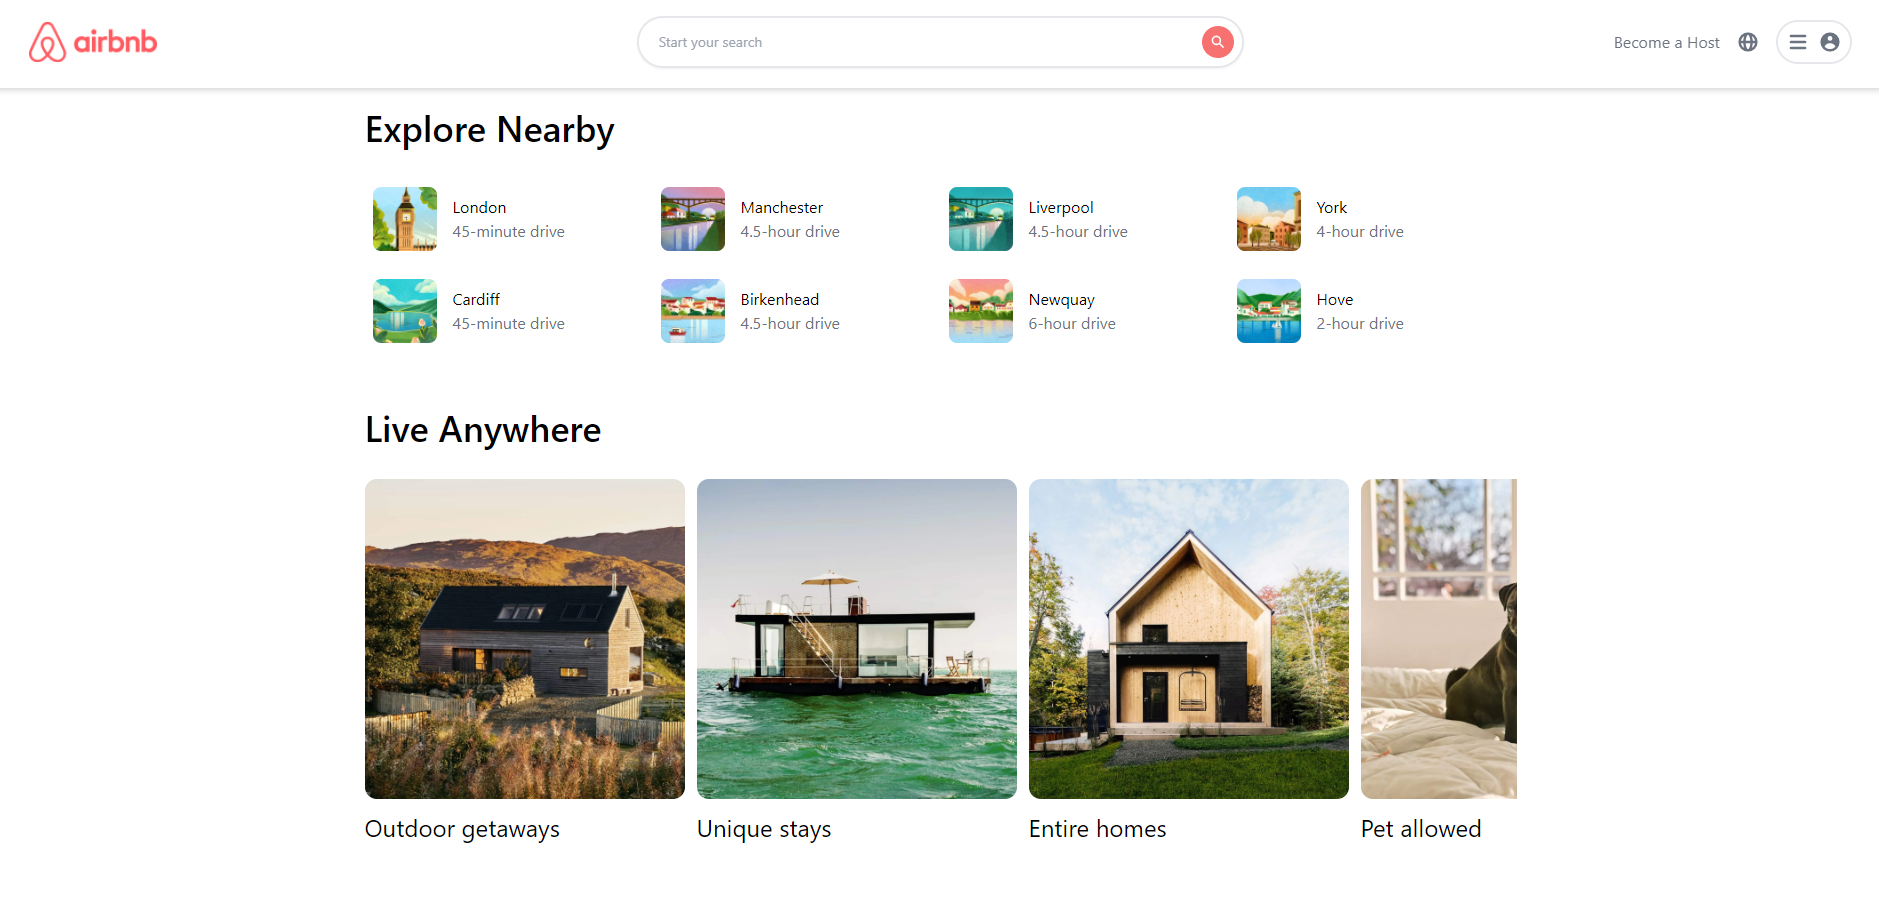 airbnb
Start your search
Become a Host
Explore Nearby
London
45-minute drive
Manchester
4.5-hour drive
Liverpool
4.5-hour drive
York
4-hour drive
Cardiff
45-minute drive
Birkenhead
4.5-hour drive
Newquay
6-hour drive
Hove
2-hour drive
Live Anywhere
Outdoor getaways
Unique stays
Entire homes
Pet allowed